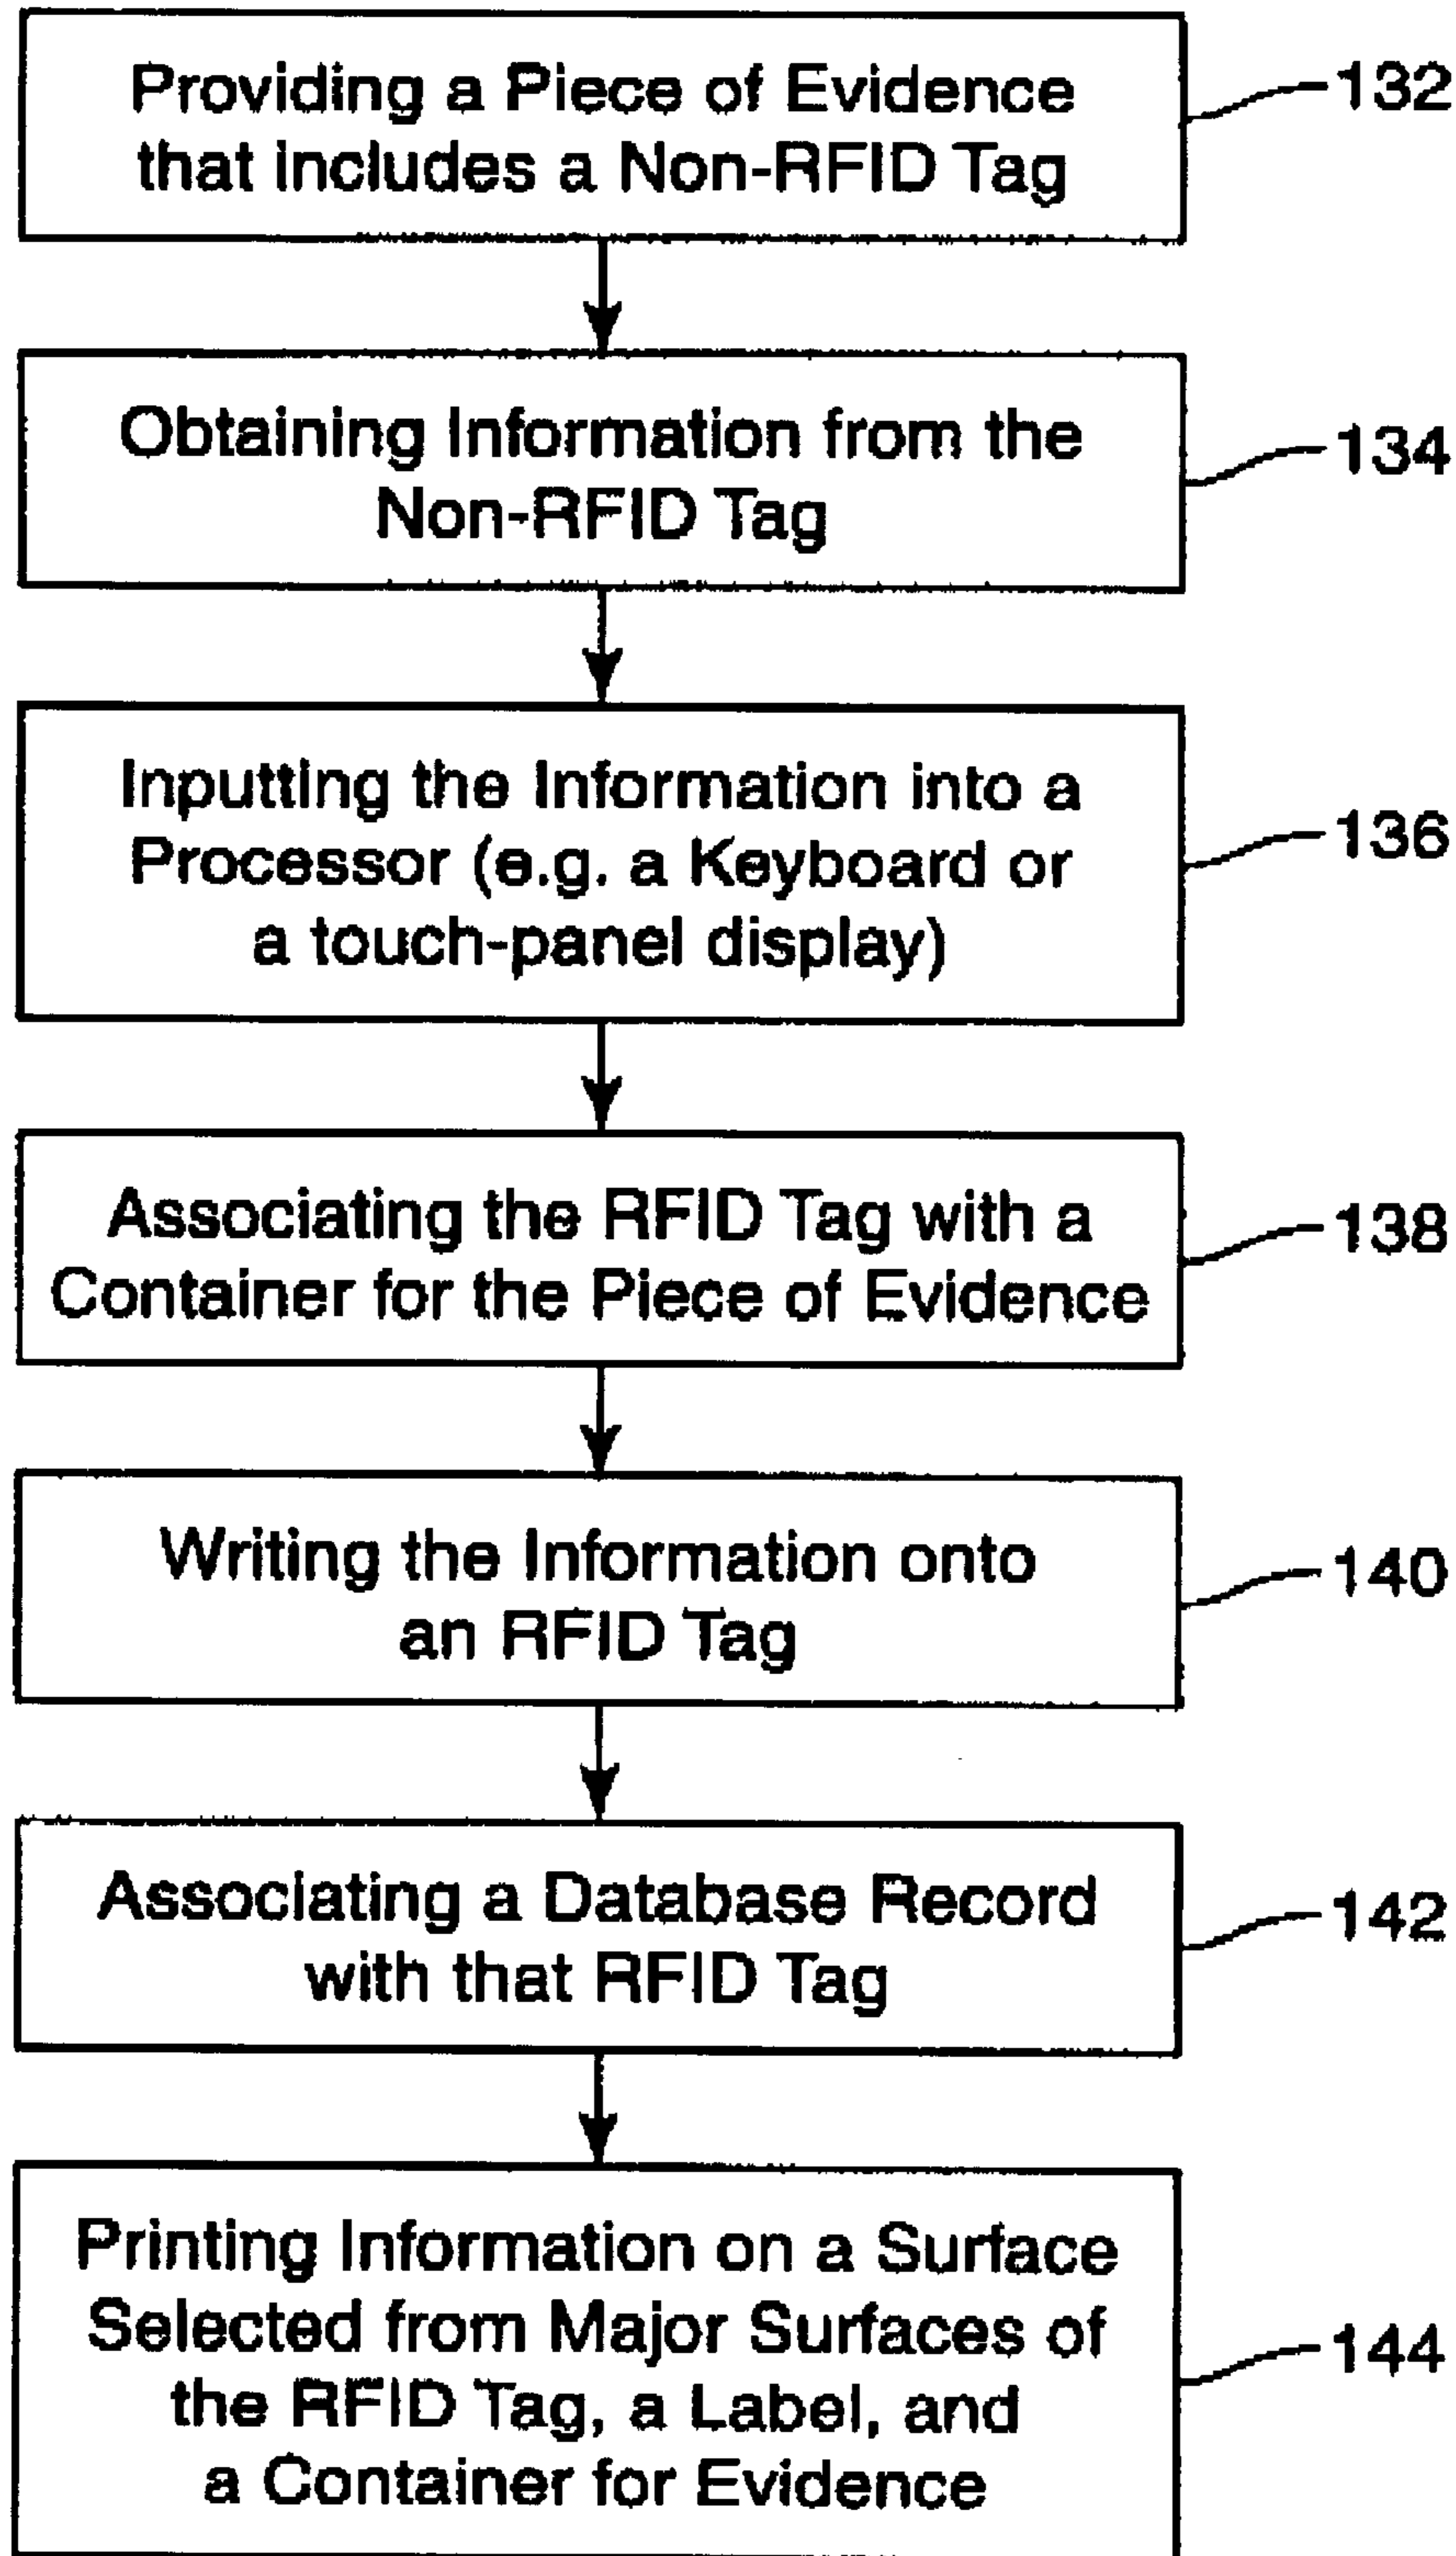 Providing a Piece of Evidence
that includes a Non-RFID Tag
132
Obtaining Information from the
Non-RFID Tag
134
Inputting the Information into a
Processor (e.g. a Keyboard or
a touch-panel display)
136
Associating the RFID Tag with a
Container for the Piece of Evidence
138
Writing the Information onto
an RFID Tag
140
Associating a Database Record
with that RFID Tag
142
Printing Information on a Surface
Selected from Major Surfaces of
the RFID Tag, a Label, and
a Container for Evidence
144